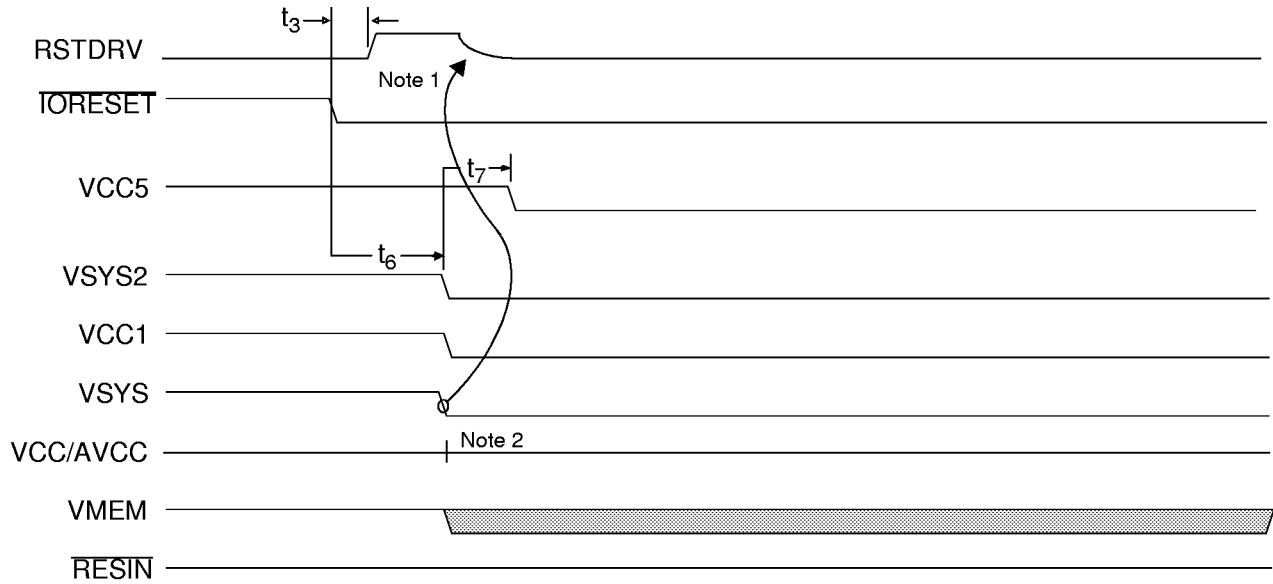 t3
RSTDRV
Note 1
IORESET
t7
VCC5
t6
VSYS2
VCC1
VSYS
Note 2
VCC/AVCC
VMEM
RESIN